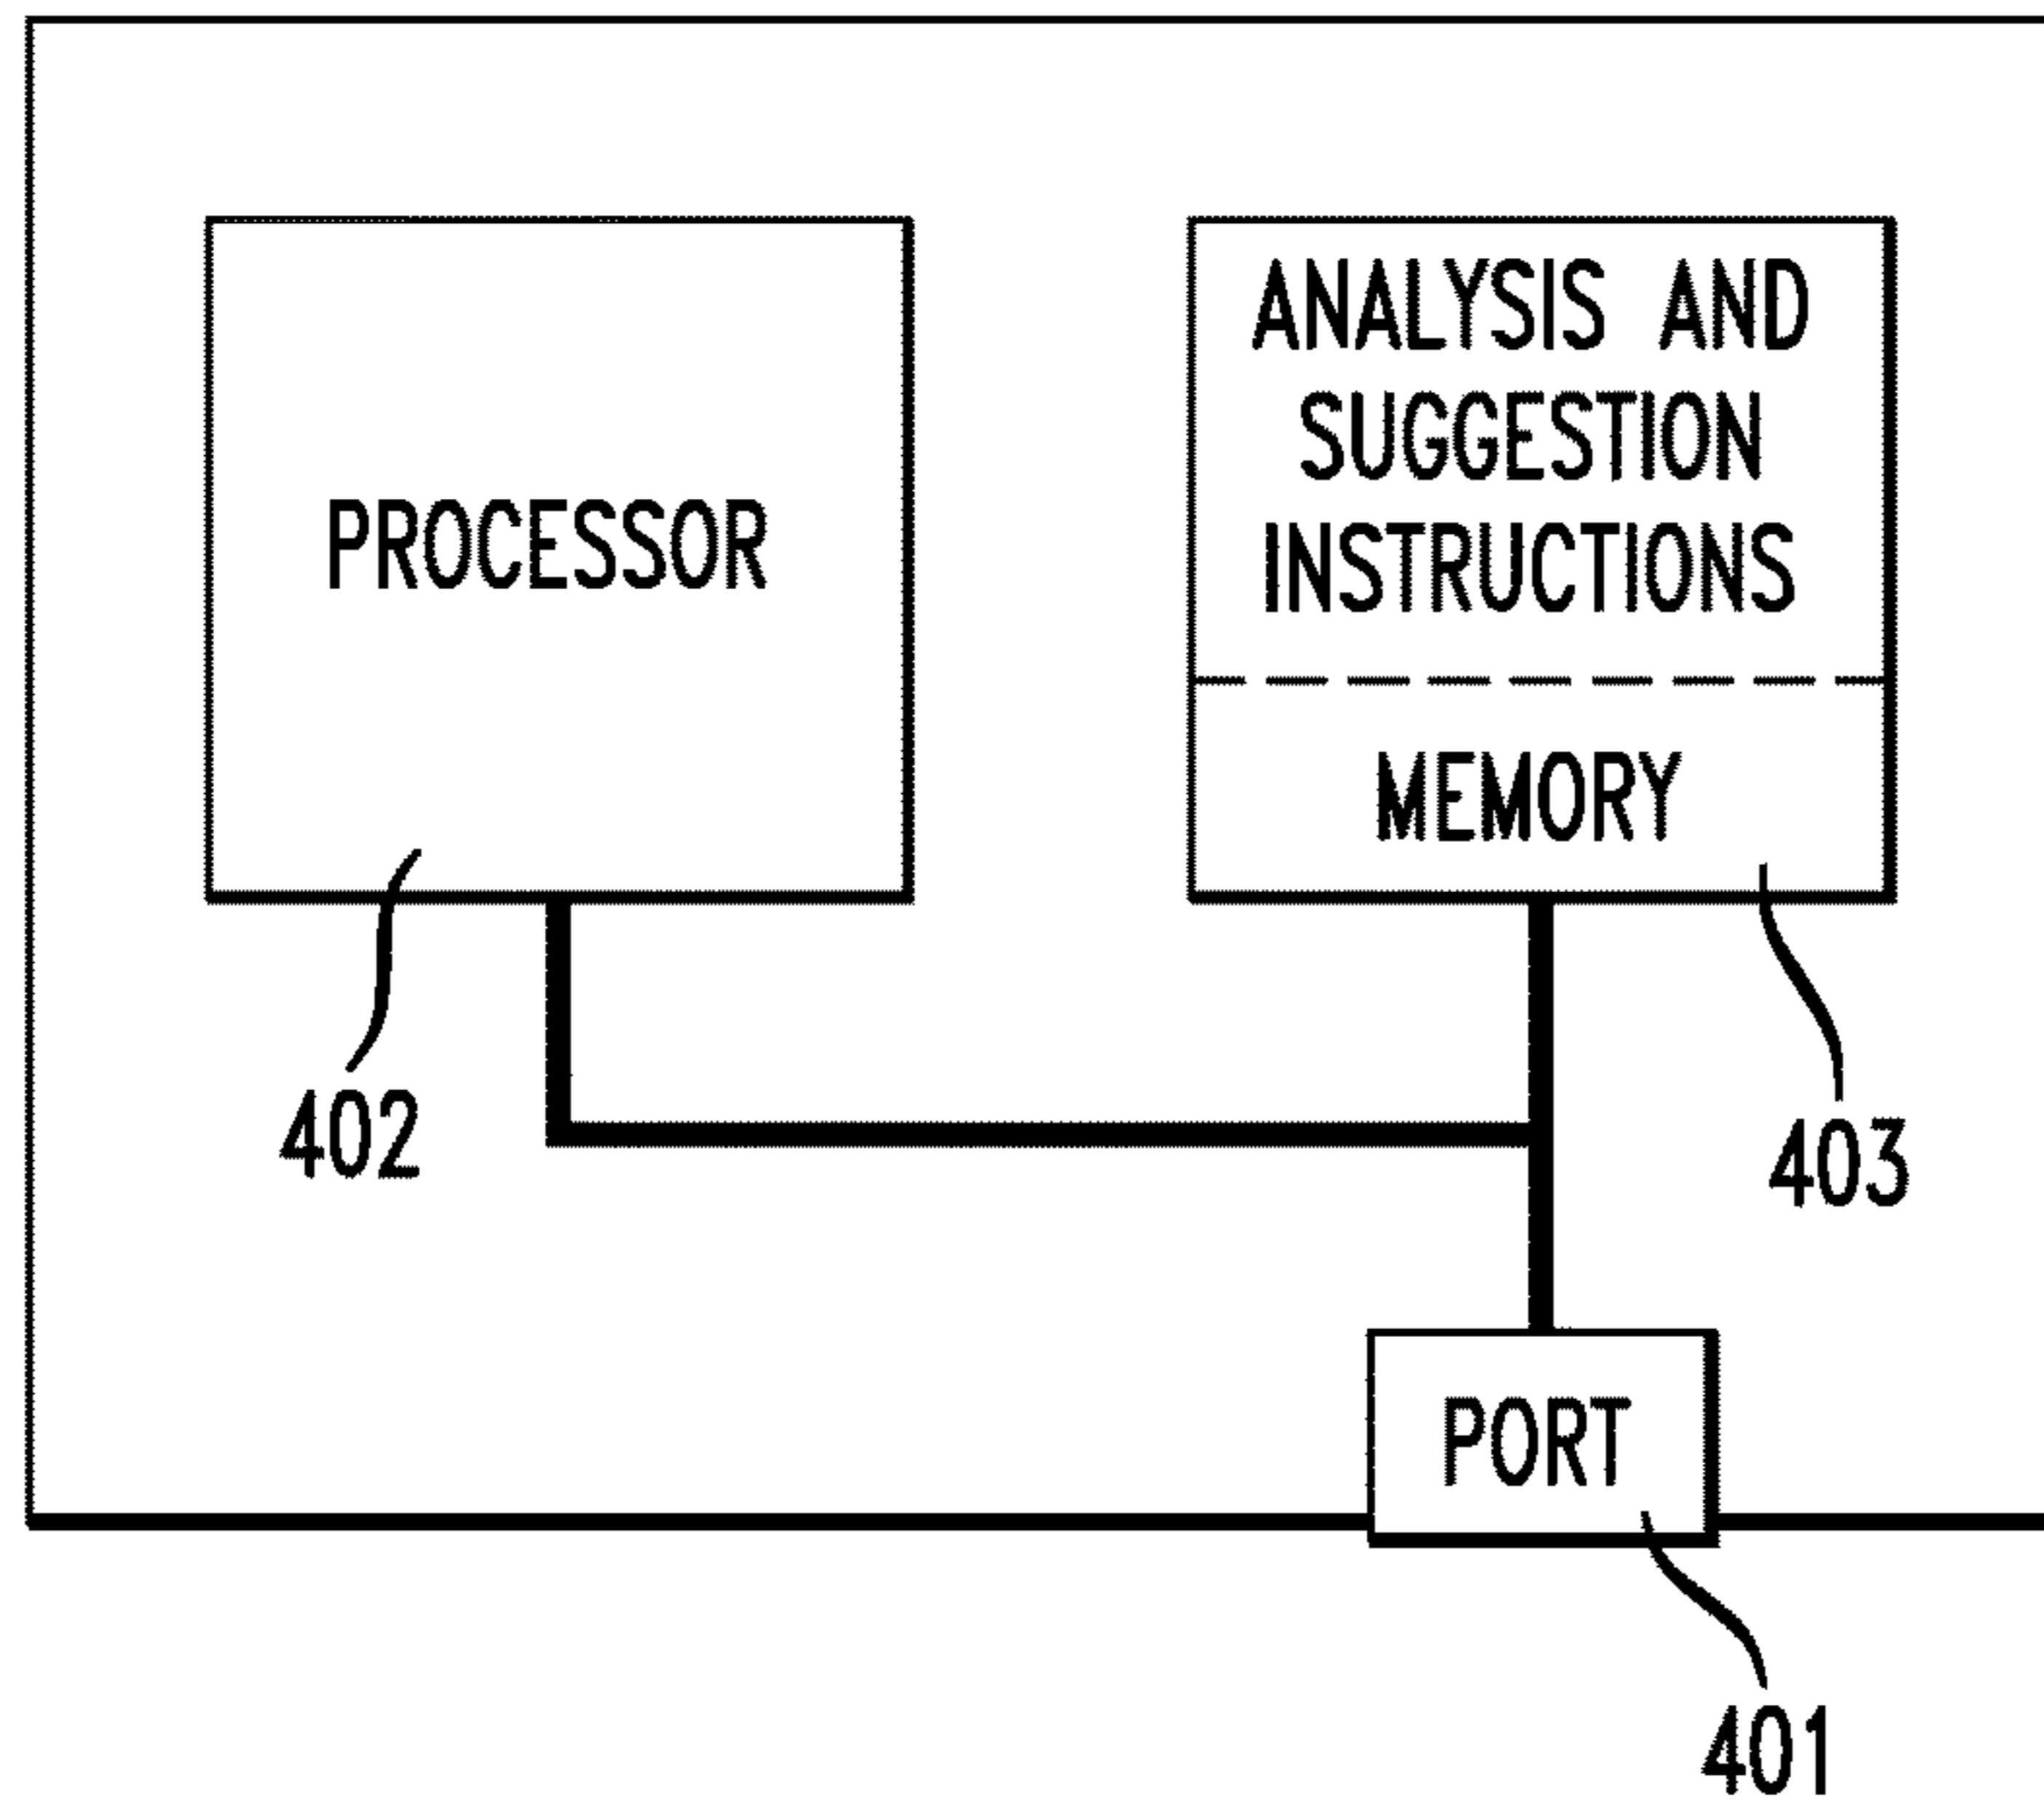 ANALYSIS AND
SUGGESTION
INSTRUCTIONS
PROCESSOR
MEMORY
402
403
PORT
401